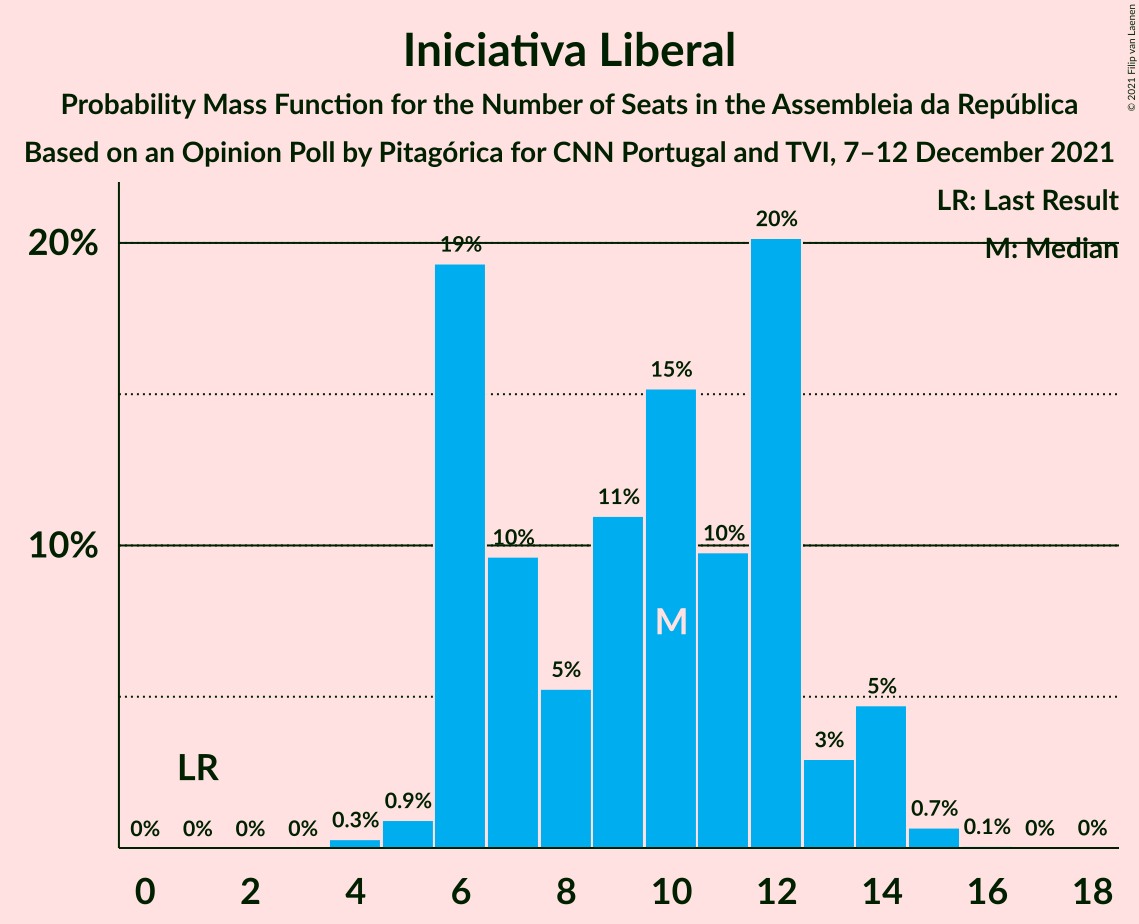 Iniciativa Liberal
Probability Mass Function for the Number of Seats in the Assembleia da República
Based on an Opinion Poll by Pitagórica for CNN Portugal and TVI, 7–12 December 2021
© 2021 Filip van Laenen
LR: Last Result
M: Median
20%
10%
0%
0%
0%
0%
0.3%
0.9%
19%
10%
5%
11%
15%
10%
20%
3%
5%
0.7%
0.1%
0%
0%
LR
M
0 2 4 6 8 10 12 14 16 18